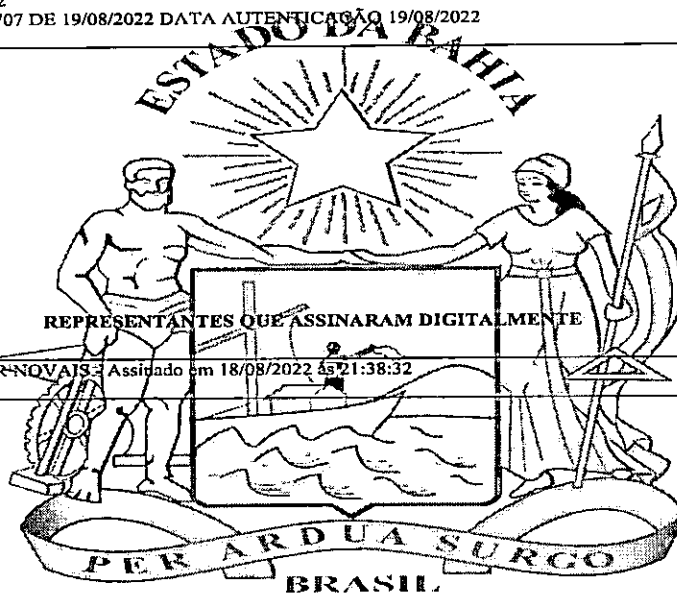 07 DE 19/08/2022 DATA AUTENTICAÇÃO 19/08/2022
ESTADO DA BAHIA
REPRESENTANTES QUE ASSINARAM DIGITALMENTE
NOVAIS - Assinado em 18/08/2022 às 21:38:32
PER ARDUA SURGO
BRASIL